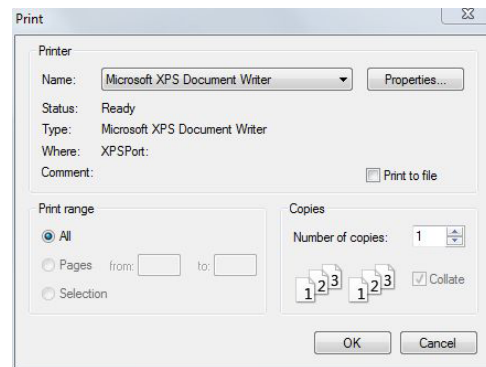 Print
Printer
Name: Microsoft XPS Document Writer Properties...
Status: Ready
Type: Microsoft XPS Document Writer
Where: XPSPort:
Comment: Print to file
Print range
All
Pages from: to:
Selection
Copies
Number of copies: 1
1 2 3 1 2 3 Collate
OK Cancel